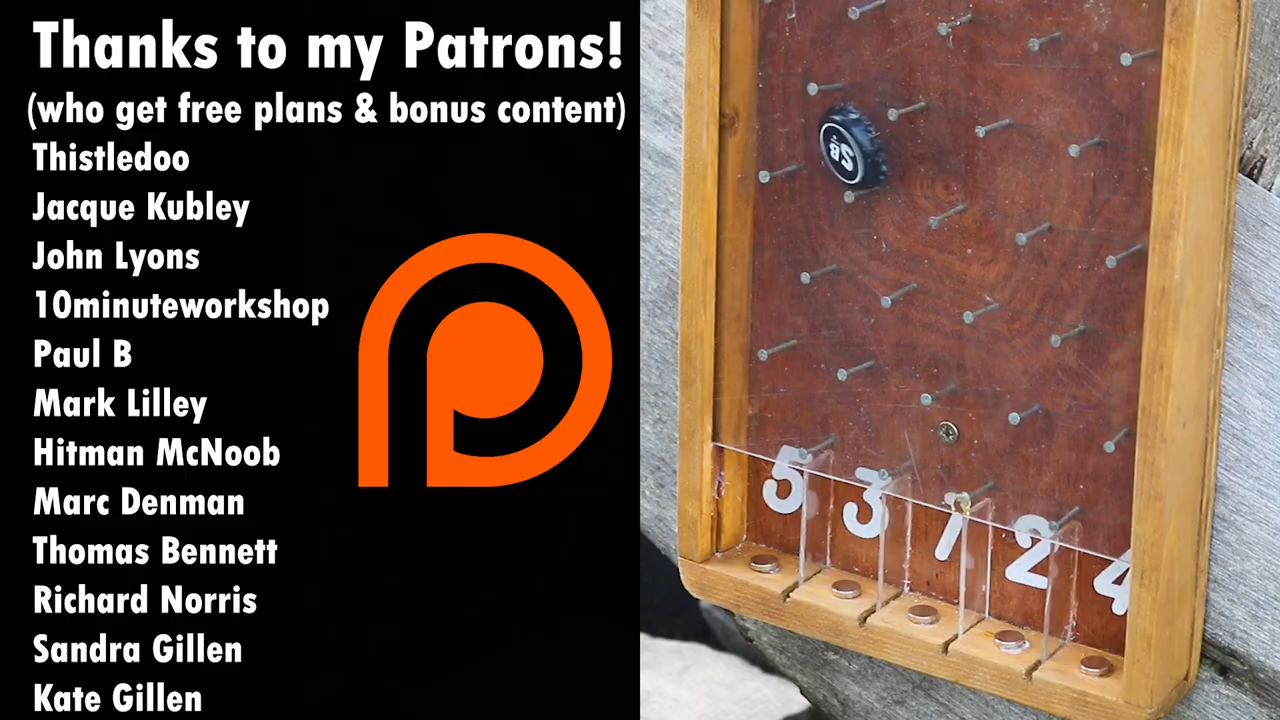 Thanks to my Patrons!
(who get free plans & bonus content)
Thistledoo
Jacque Kubley
John Lyons
10minuteworkshop
Paul B
Mark Lilley
Hitman McNoob
Marc Denman
Thomas Bennett
Richard Norris
Sandra Gillen
Kate Gillen
SB
5 3 1 2 4